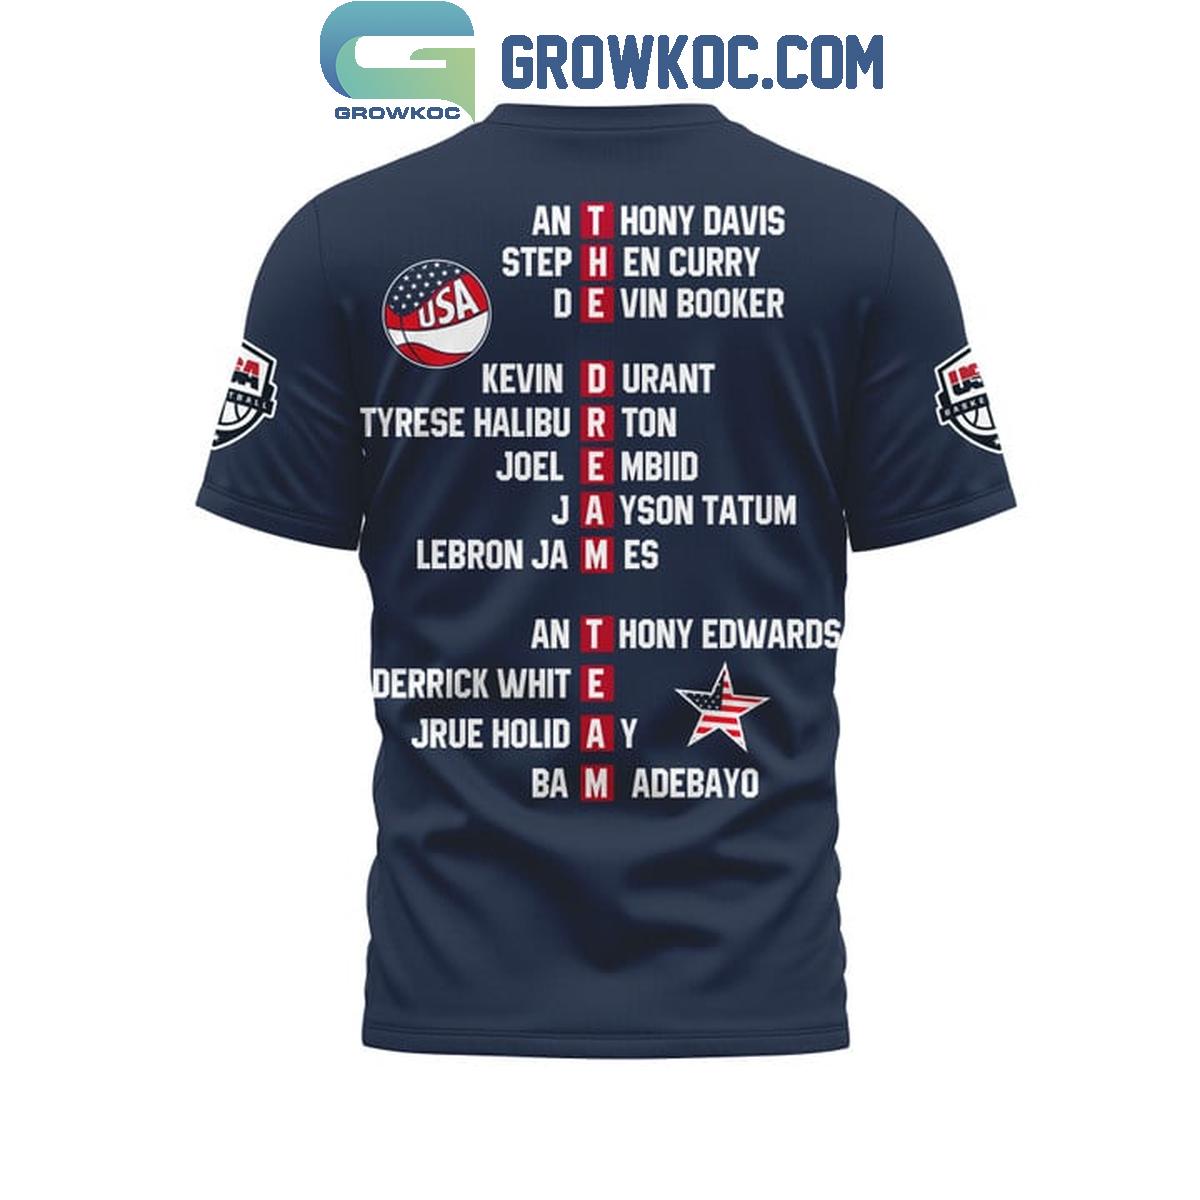 GROWKOC
GROWKOC.COM
ANTHONY DAVIS
STEPHEN CURRY
DEVIN BOOKER
USA
KEVIN DURANT
TYRESE HALIBURTON
JOEL EMBIID
JAYSON TATUM
LEBRON JAMES
ANTHONY EDWARDS
DERRICK WHITE
JRUE HOLIDAY
BAM ADEBAYO